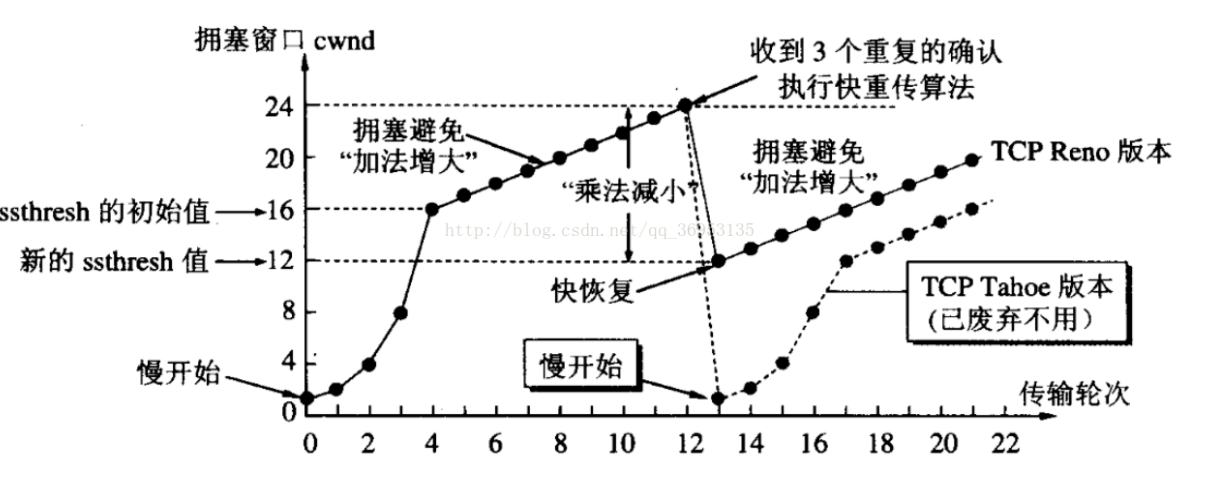 拥塞窗口 cwnd
收到 3 个重复的确认
执行快重传算法
24
拥塞避免
“加法增大”
拥塞避免
“加法增大”
TCP Reno 版本
20
“乘法减小”
ssthresh 的初始值
16
http://blog.csdn.net/qq_36953135
新的 ssthresh 值
12
快恢复
TCP Tahoe 版本
(已废弃不用)
8
慢开始
4
慢开始
传输轮次
0
0 2 4 6 8 10 12 14 16 18 20 22